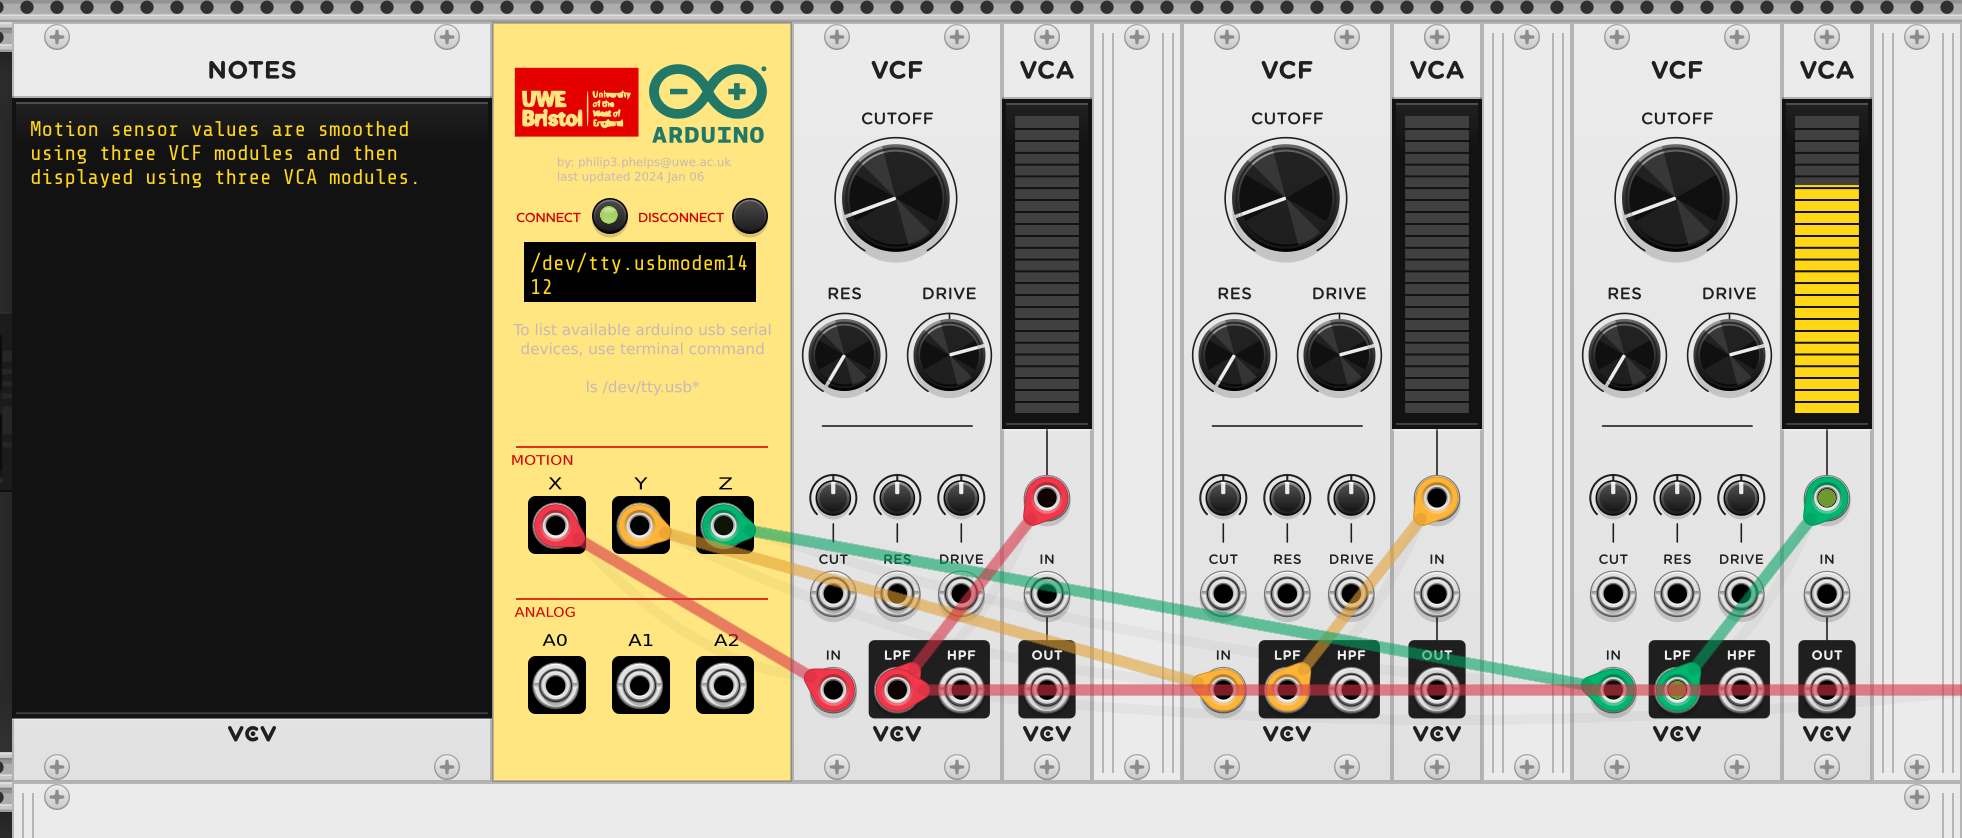 NOTES
Motion sensor values are smoothed
using three VCF modules and then
displayed using three VCA modules.
VCV
UWE
Bristol
University
of the
West of
England
ARDUINO
by: philip3.phelps@uwe.ac.uk
last updated 2024 Jan 06
CONNECT
DISCONNECT
/dev/tty.usbmodem14
12
To list available arduino usb serial
devices, use terminal command
ls /dev/tty.usb*
MOTION
X Y Z
ANALOG
A0 A1 A2
VCF
CUTOFF
RES DRIVE
CUT RES DRIVE
IN LPF HPF
VCV
VCA
IN
OUT
VCV
VCF
CUTOFF
RES DRIVE
CUT RES DRIVE
IN LPF HPF
VCV
VCA
IN
OUT
VCV
VCF
CUTOFF
RES DRIVE
CUT RES DRIVE
IN LPF HPF
VCV
VCA
IN
OUT
VCV